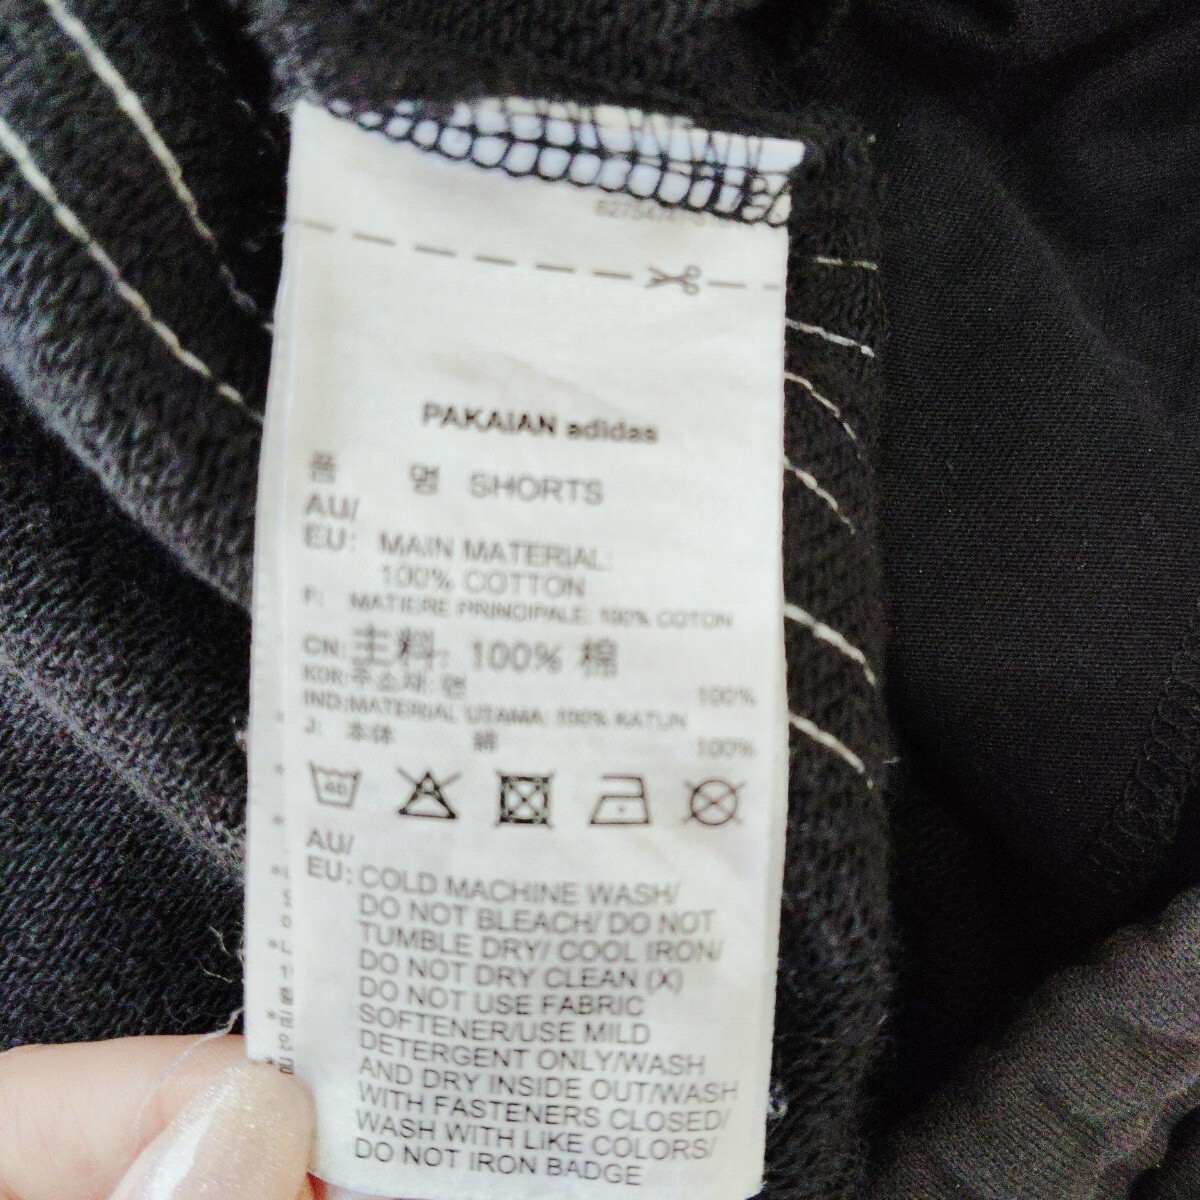 PAKAIAN adidas
품 명 SHORTS
AU/
EU: MAIN MATERIAL:
100% COTTON
F: MATIERE PRINCIPALE: 100% COTON
CN: 主料: 100% 棉
KOR: 주소재: 면 100%
IND: MATERIAL UTAMA: 100% KATUN
J: 本体 綿 100%
40
AU/
EU: COLD MACHINE WASH/
DO NOT BLEACH/ DO NOT
TUMBLE DRY/ COOL IRON/
DO NOT DRY CLEAN (X)
DO NOT USE FABRIC
SOFTENER/USE MILD
DETERGENT ONLY/WASH
AND DRY INSIDE OUT/WASH
WITH FASTENERS CLOSED/
WASH WITH LIKE COLORS/
DO NOT IRON BADGE